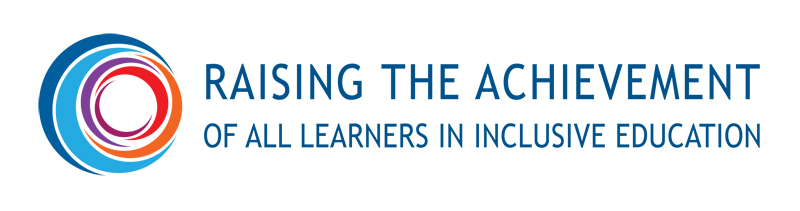 RAISING THE ACHIEVEMENT
OF ALL LEARNERS IN INCLUSIVE EDUCATION